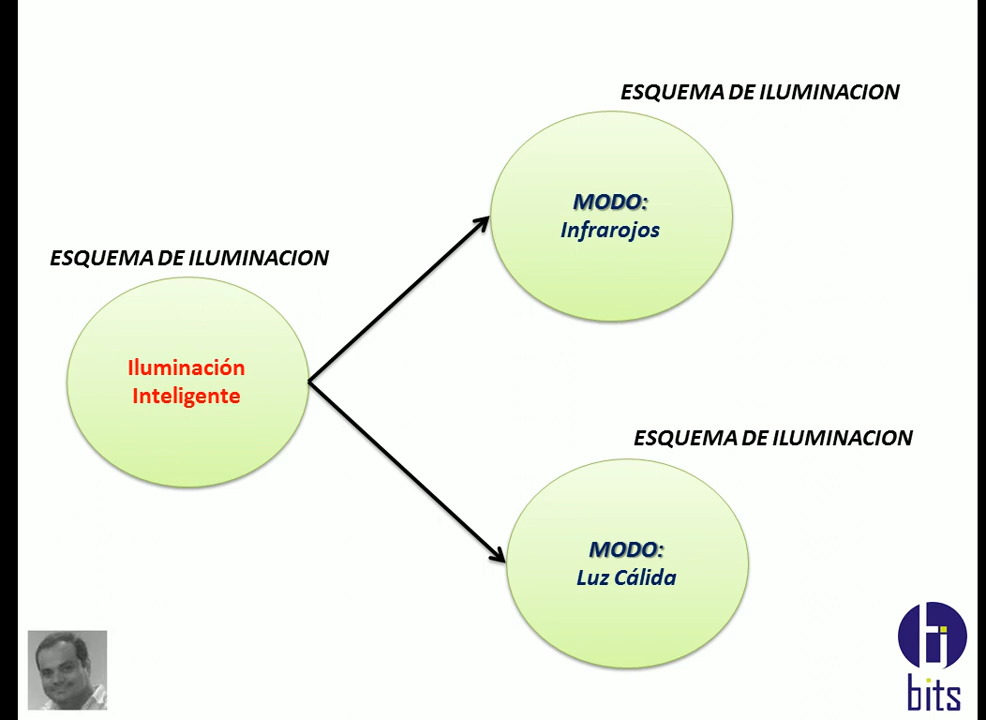 ESQUEMA DE ILUMINACION
MODO:
Infrarojos
ESQUEMA DE ILUMINACION
Iluminación
Inteligente
ESQUEMA DE ILUMINACION
MODO:
Luz Cálida
bits